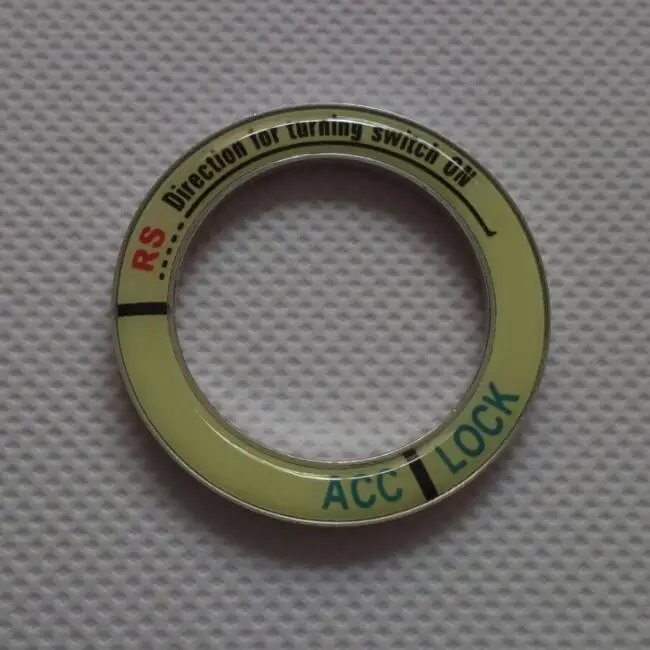 RS Direction for turning switch ON
ACC
LOCK